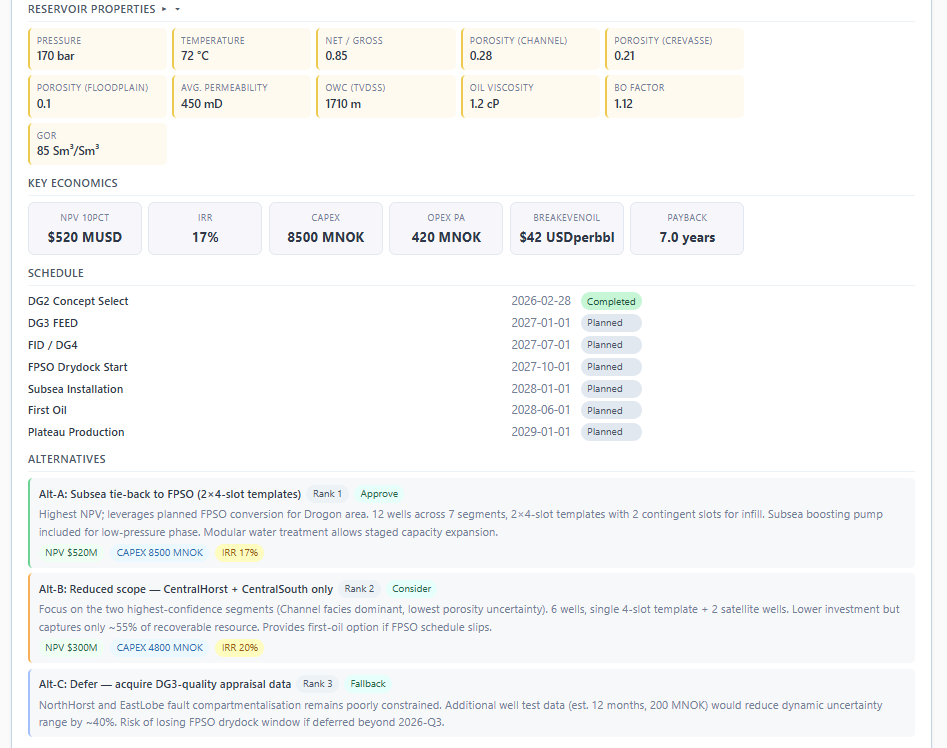 RESERVOIR PROPERTIES ▸ ▾
PRESSURE
170 bar
TEMPERATURE
72 °C
NET / GROSS
0.85
POROSITY (CHANNEL)
0.28
POROSITY (CREVASSE)
0.21
POROSITY (FLOODPLAIN)
0.1
AVG. PERMEABILITY
450 mD
OWC (TVDSS)
1710 m
OIL VISCOSITY
1.2 cP
BO FACTOR
1.12
GOR
85 Sm³/Sm³
KEY ECONOMICS
NPV 10PCT
$520 MUSD
IRR
17%
CAPEX
8500 MNOK
OPEX PA
420 MNOK
BREAKEVENOIL
$42 USDperbbl
PAYBACK
7.0 years
SCHEDULE
DG2 Concept Select 2026-02-28 Completed
DG3 FEED 2027-01-01 Planned
FID / DG4 2027-07-01 Planned
FPSO Drydock Start 2027-10-01 Planned
Subsea Installation 2028-01-01 Planned
First Oil 2028-06-01 Planned
Plateau Production 2029-01-01 Planned
ALTERNATIVES
Alt-A: Subsea tie-back to FPSO (2×4-slot templates) Rank 1 Approve
Highest NPV; leverages planned FPSO conversion for Drogon area. 12 wells across 7 segments, 2×4-slot templates with 2 contingent slots for infill. Subsea boosting pump
included for low-pressure phase. Modular water treatment allows staged capacity expansion.
NPV $520M CAPEX 8500 MNOK IRR 17%
Alt-B: Reduced scope — CentralHorst + CentralSouth only Rank 2 Consider
Focus on the two highest-confidence segments (Channel facies dominant, lowest porosity uncertainty). 6 wells, single 4-slot template + 2 satellite wells. Lower investment but
captures only ~55% of recoverable resource. Provides first-oil option if FPSO schedule slips.
NPV $300M CAPEX 4800 MNOK IRR 20%
Alt-C: Defer — acquire DG3-quality appraisal data Rank 3 Fallback
NorthHorst and EastLobe fault compartmentalisation remains poorly constrained. Additional well test data (est. 12 months, 200 MNOK) would reduce dynamic uncertainty
range by ~40%. Risk of losing FPSO drydock window if deferred beyond 2026-Q3.